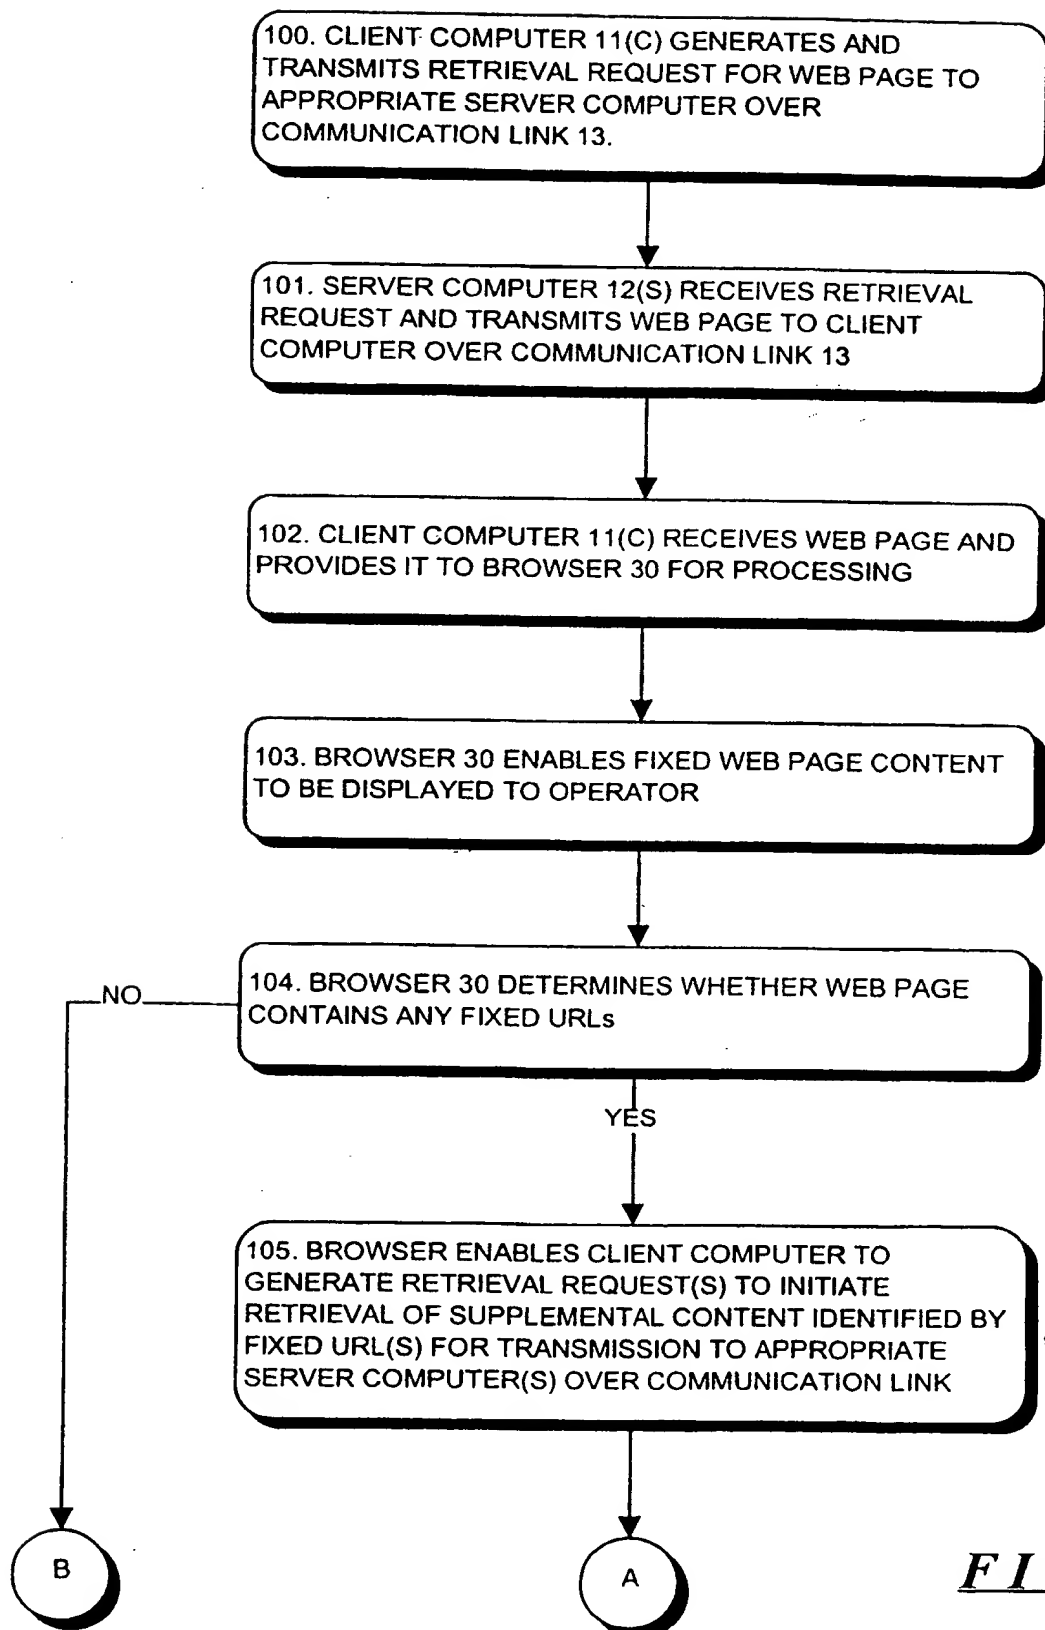 100. CLIENT COMPUTER 11(C) GENERATES AND
TRANSMITS RETRIEVAL REQUEST FOR WEB PAGE TO
APPROPRIATE SERVER COMPUTER OVER
COMMUNICATION LINK 13.
101. SERVER COMPUTER 12(S) RECEIVES RETRIEVAL
REQUEST AND TRANSMITS WEB PAGE TO CLIENT
COMPUTER OVER COMMUNICATION LINK 13
102. CLIENT COMPUTER 11(C) RECEIVES WEB PAGE AND
PROVIDES IT TO BROWSER 30 FOR PROCESSING
103. BROWSER 30 ENABLES FIXED WEB PAGE CONTENT
TO BE DISPLAYED TO OPERATOR
104. BROWSER 30 DETERMINES WHETHER WEB PAGE
CONTAINS ANY FIXED URLs
NO
YES
105. BROWSER ENABLES CLIENT COMPUTER TO
GENERATE RETRIEVAL REQUEST(S) TO INITIATE
RETRIEVAL OF SUPPLEMENTAL CONTENT IDENTIFIED BY
FIXED URL(S) FOR TRANSMISSION TO APPROPRIATE
SERVER COMPUTER(S) OVER COMMUNICATION LINK
B
A
F I